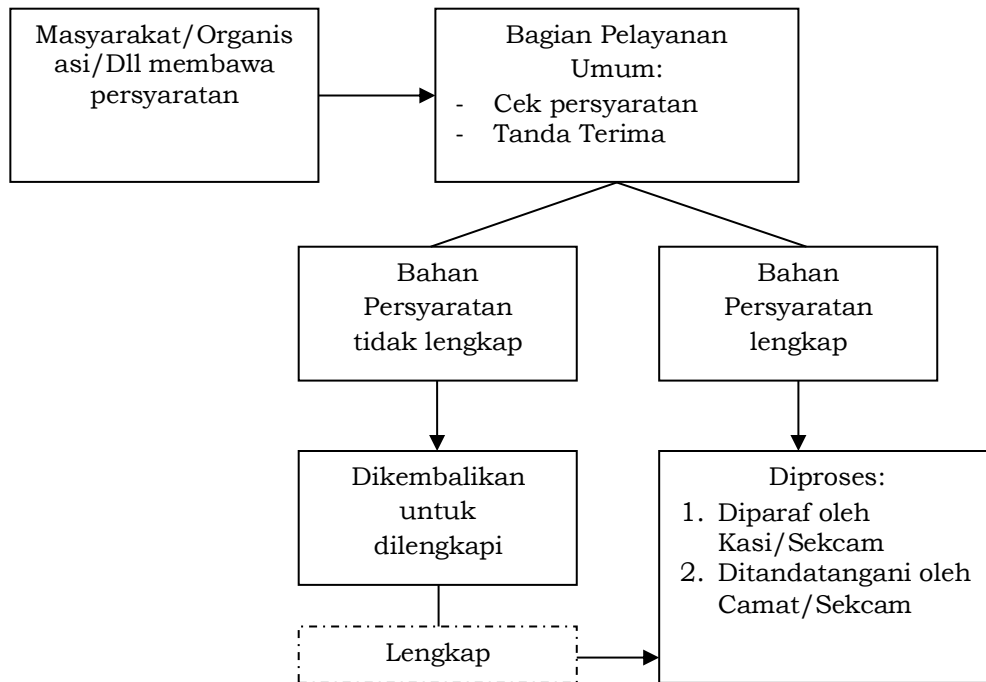 Masyarakat/Organis
asi/Dll membawa
persyaratan
Bagian Pelayanan
Umum:
- Cek persyaratan
- Tanda Terima
Bahan
Persyaratan
tidak lengkap
Bahan
Persyaratan
lengkap
Dikembalikan
untuk
dilengkapi
Diproses:
1. Diparaf oleh
Kasi/Sekcam
2. Ditandatangani oleh
Camat/Sekcam
Lengkap